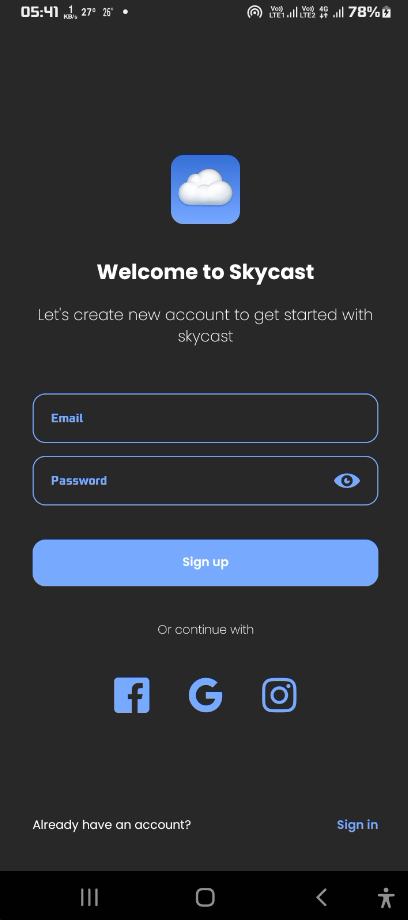 05:41 1 KB/s 27° 26° Vo) LTE1 Vo) LTE2 4G 78%
Welcome to Skycast
Let's create new account to get started with
skycast
Email
Password
Sign up
Or continue with
Already have an account? Sign in